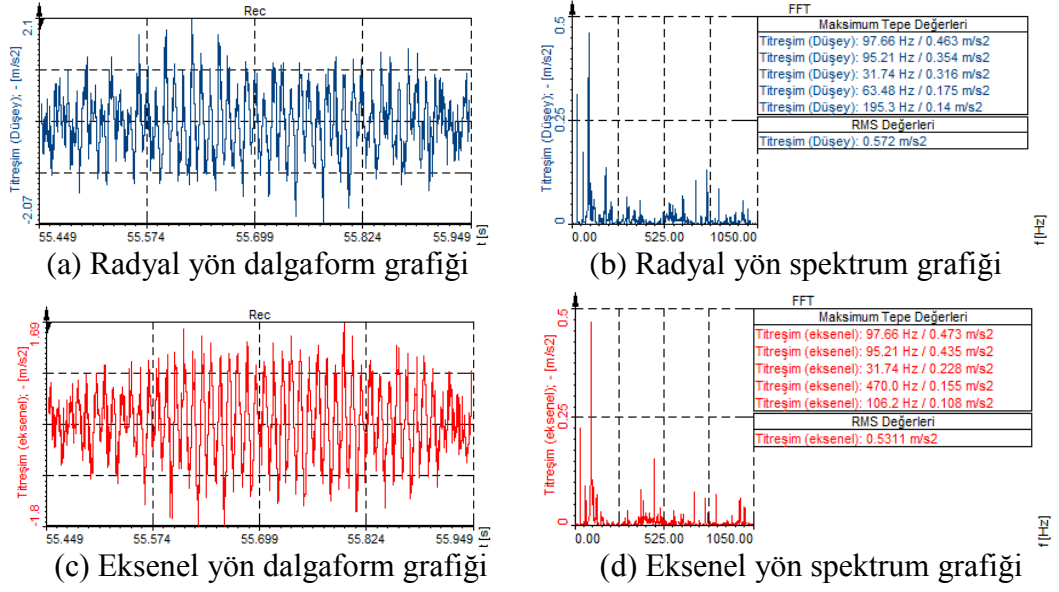 Rec
2.1
Titreşim (Düşey); - [m/s2]
-2.07
55.449 55.574 55.699 55.824 55.949
t [s]
(a) Radyal yön dalgaform grafiği
FFT
0.5
Titreşim (Düşey); - [m/s2]
0.25
0
0.00 525.00 1050.00
f [Hz]
Maksimum Tepe Değerleri
Titreşim (Düşey): 97.66 Hz / 0.463 m/s2
Titreşim (Düşey): 95.21 Hz / 0.354 m/s2
Titreşim (Düşey): 31.74 Hz / 0.316 m/s2
Titreşim (Düşey): 63.48 Hz / 0.175 m/s2
Titreşim (Düşey): 195.3 Hz / 0.14 m/s2
RMS Değerleri
Titreşim (Düşey): 0.572 m/s2
(b) Radyal yön spektrum grafiği
Rec
1.69
Titreşim (eksenel); - [m/s2]
-1.8
55.449 55.574 55.699 55.824 55.949
t [s]
(c) Eksenel yön dalgaform grafiği
FFT
0.5
Titreşim (eksenel); - [m/s2]
0.25
0
0.00 525.00 1050.00
f [Hz]
Maksimum Tepe Değerleri
Titreşim (eksenel): 97.66 Hz / 0.473 m/s2
Titreşim (eksenel): 95.21 Hz / 0.435 m/s2
Titreşim (eksenel): 31.74 Hz / 0.228 m/s2
Titreşim (eksenel): 470.0 Hz / 0.155 m/s2
Titreşim (eksenel): 106.2 Hz / 0.108 m/s2
RMS Değerleri
Titreşim (eksenel): 0.5311 m/s2
(d) Eksenel yön spektrum grafiği